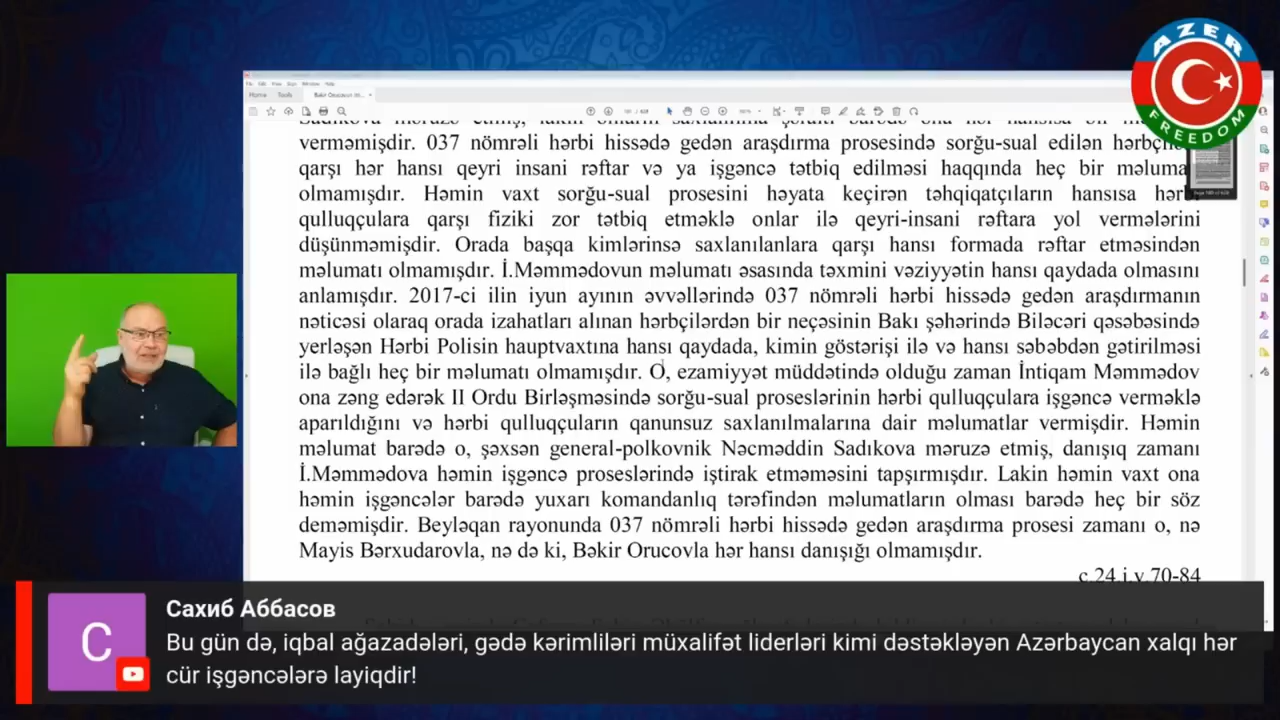 AZER
FREEDOM
Home Tools
verməmişdir. 037 nömrəli hərbi hissədə gedən araşdırma prosesində sorğu-sual edilən
qarşı hər hansı qeyri insani rəftar və ya işgəncə tətbiq edilməsi haqqında heç bir
olmamışdır. Həmin vaxt sorğu-sual prosesini həyata keçirən təhqiqatçıların hansısa
qulluqçulara qarşı fiziki zor tətbiq etməklə onlar ilə qeyri-insani rəftara yol vermələrini
düşünməmişdir. Orada başqa kimlərinsə saxlanılanlara qarşı hansı formada rəftar etməsindən
məlumatı olmamışdır. İ.Məmmədovun məlumatı əsasında təxmini vəziyyətin hansı qaydada olmasını
anlamışdır. 2017-ci ilin iyun ayının əvvəllərində 037 nömrəli hərbi hissədə gedən araşdırmanın
nəticəsi olaraq orada izahatları alınan hərbçilərdən bir neçəsinin Bakı şəhərində Biləcəri qəsəbəsində
yerləşən Hərbi Polisin hauptvaxtına hansı qaydada, kimin göstərişi ilə və hansı səbəbdən gətirilməsi
ilə bağlı heç bir məlumatı olmamışdır. O, ezamiyyət müddətində olduğu zaman İntiqam Məmmədov
ona zəng edərək II Ordu Birləşməsində sorğu-sual proseslərinin hərbi qulluqçulara işgəncə verməklə
aparıldığını və hərbi qulluqçuların qanunsuz saxlanılmalarına dair məlumatlar vermişdir. Həmin
məlumat barədə o, şəxsən general-polkovnik Nəcməddin Sadıkova məruzə etmiş, danışıq zamanı
İ.Məmmədova həmin işgəncə proseslərində iştirak etməməsini tapşırmışdır. Lakin həmin vaxt ona
həmin işgəncələr barədə yuxarı komandanlıq tərəfindən məlumatların olması barədə heç bir söz
deməmişdir. Beyləqan rayonunda 037 nömrəli hərbi hissədə gedən araşdırma prosesi zamanı o, nə
Mayis Bərxudarovla, nə də ki, Bəkir Orucovla hər hansı danışığı olmamışdır.
c.24 i.v.70-84
C
Сахиб Аббасов
Bu gün də, iqbal ağazadələri, gədə kərimliləri müxalifət liderləri kimi dəstəkləyən Azərbaycan xalqı hər
cür işgəncələrə layiqdir!